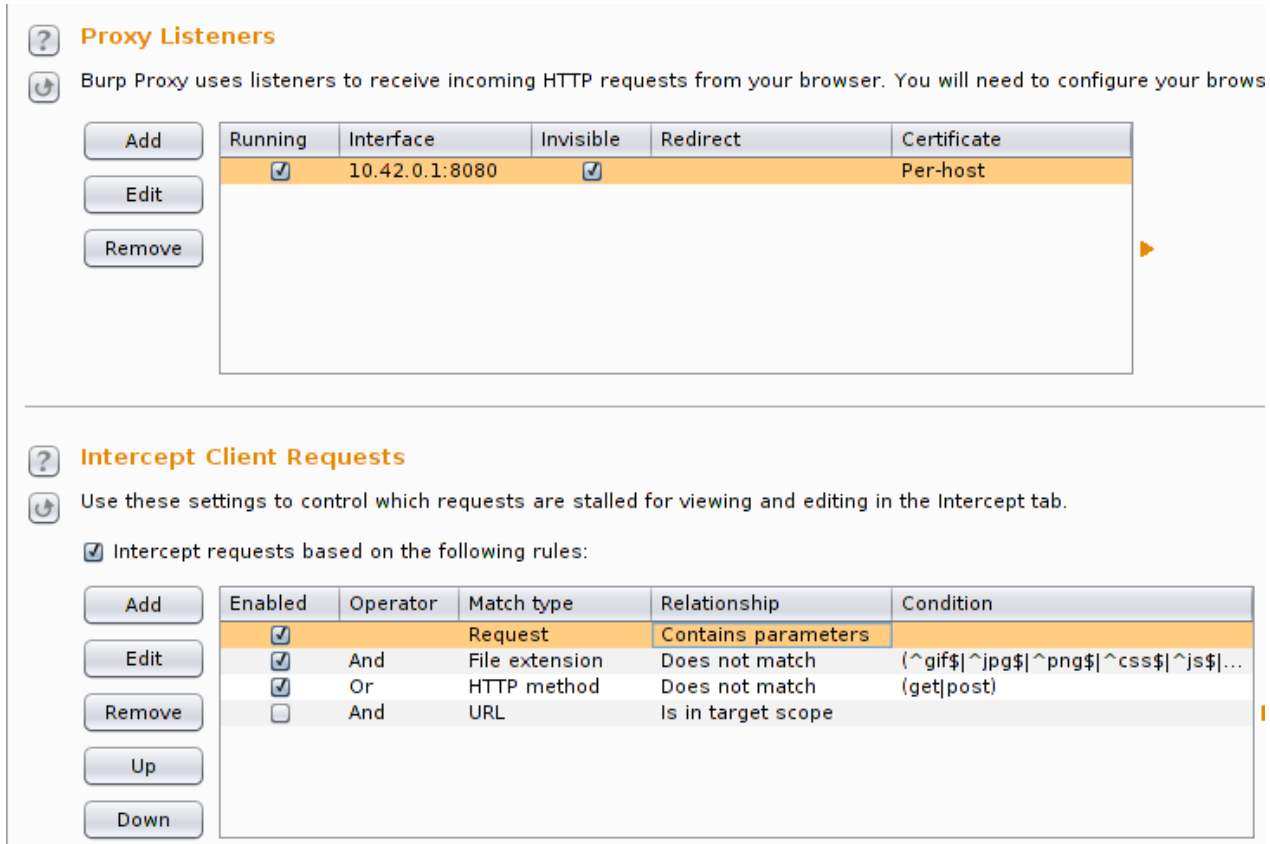 Proxy Listeners
Burp Proxy uses listeners to receive incoming HTTP requests from your browser. You will need to configure your brows
Add
Running Interface Invisible Redirect Certificate
10.42.0.1:8080 Per-host
Edit
Remove
Intercept Client Requests
Use these settings to control which requests are stalled for viewing and editing in the Intercept tab.
Intercept requests based on the following rules:
Add
Enabled Operator Match type Relationship Condition
Request Contains parameters
Edit
And File extension Does not match (^gif$|^jpg$|^png$|^css$|^js$|...
Or HTTP method Does not match (get|post)
Remove
And URL Is in target scope
Up
Down